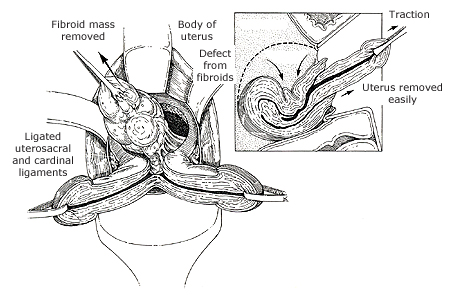 Fibroid mass
removed
Body of
uterus
Defect
from
fibroids
Traction
Uterus removed
easily
Ligated
uterosacral
and cardinal
ligaments